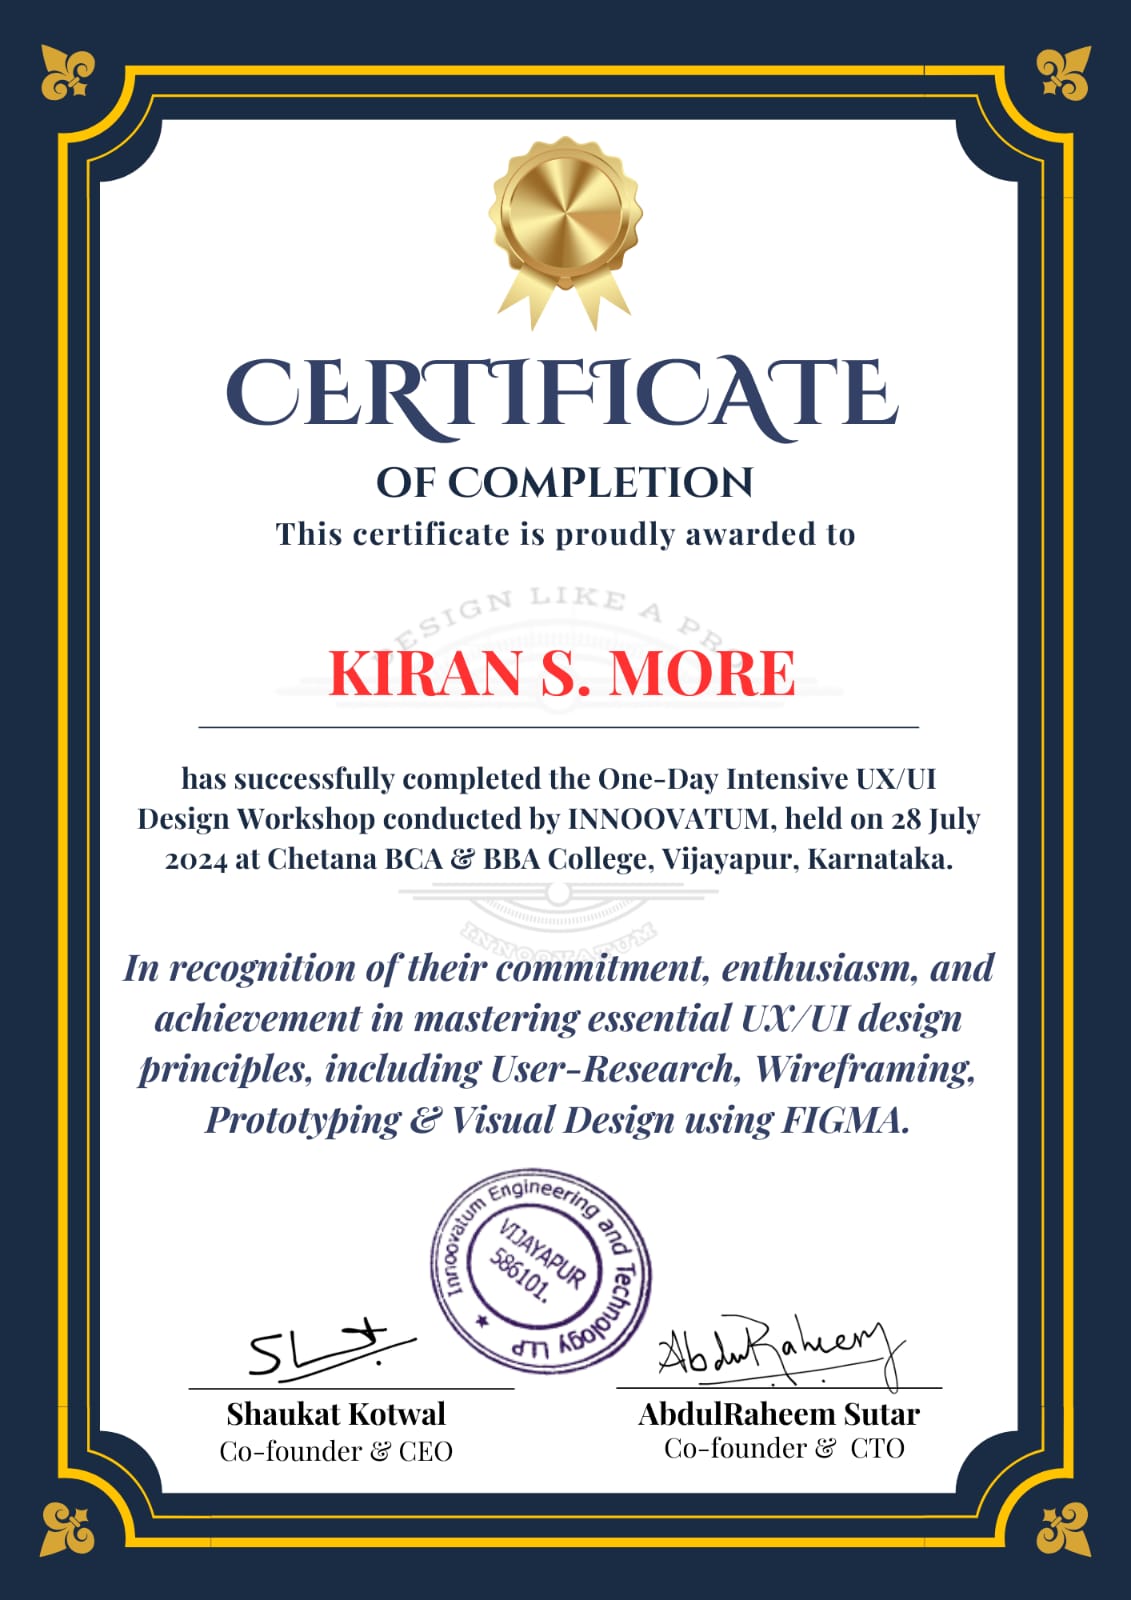 CERTIFICATE
OF COMPLETION
This certificate is proudly awarded to
DESIGN LIKE A PRO
KIRAN S. MORE
has successfully completed the One-Day Intensive UX/UI
Design Workshop conducted by INNOOVATUM, held on 28 July
2024 at Chetana BCA & BBA College, Vijayapur, Karnataka.
INNOOVATUM
In recognition of their commitment, enthusiasm, and
achievement in mastering essential UX/UI design
principles, including User-Research, Wireframing,
Prototyping & Visual Design using FIGMA.
Innoovatum Engineering and Technology LLP
VIJAYAPUR
586101.
AbdulRaheem
Shaukat Kotwal
Co-founder & CEO
AbdulRaheem Sutar
Co-founder & CTO